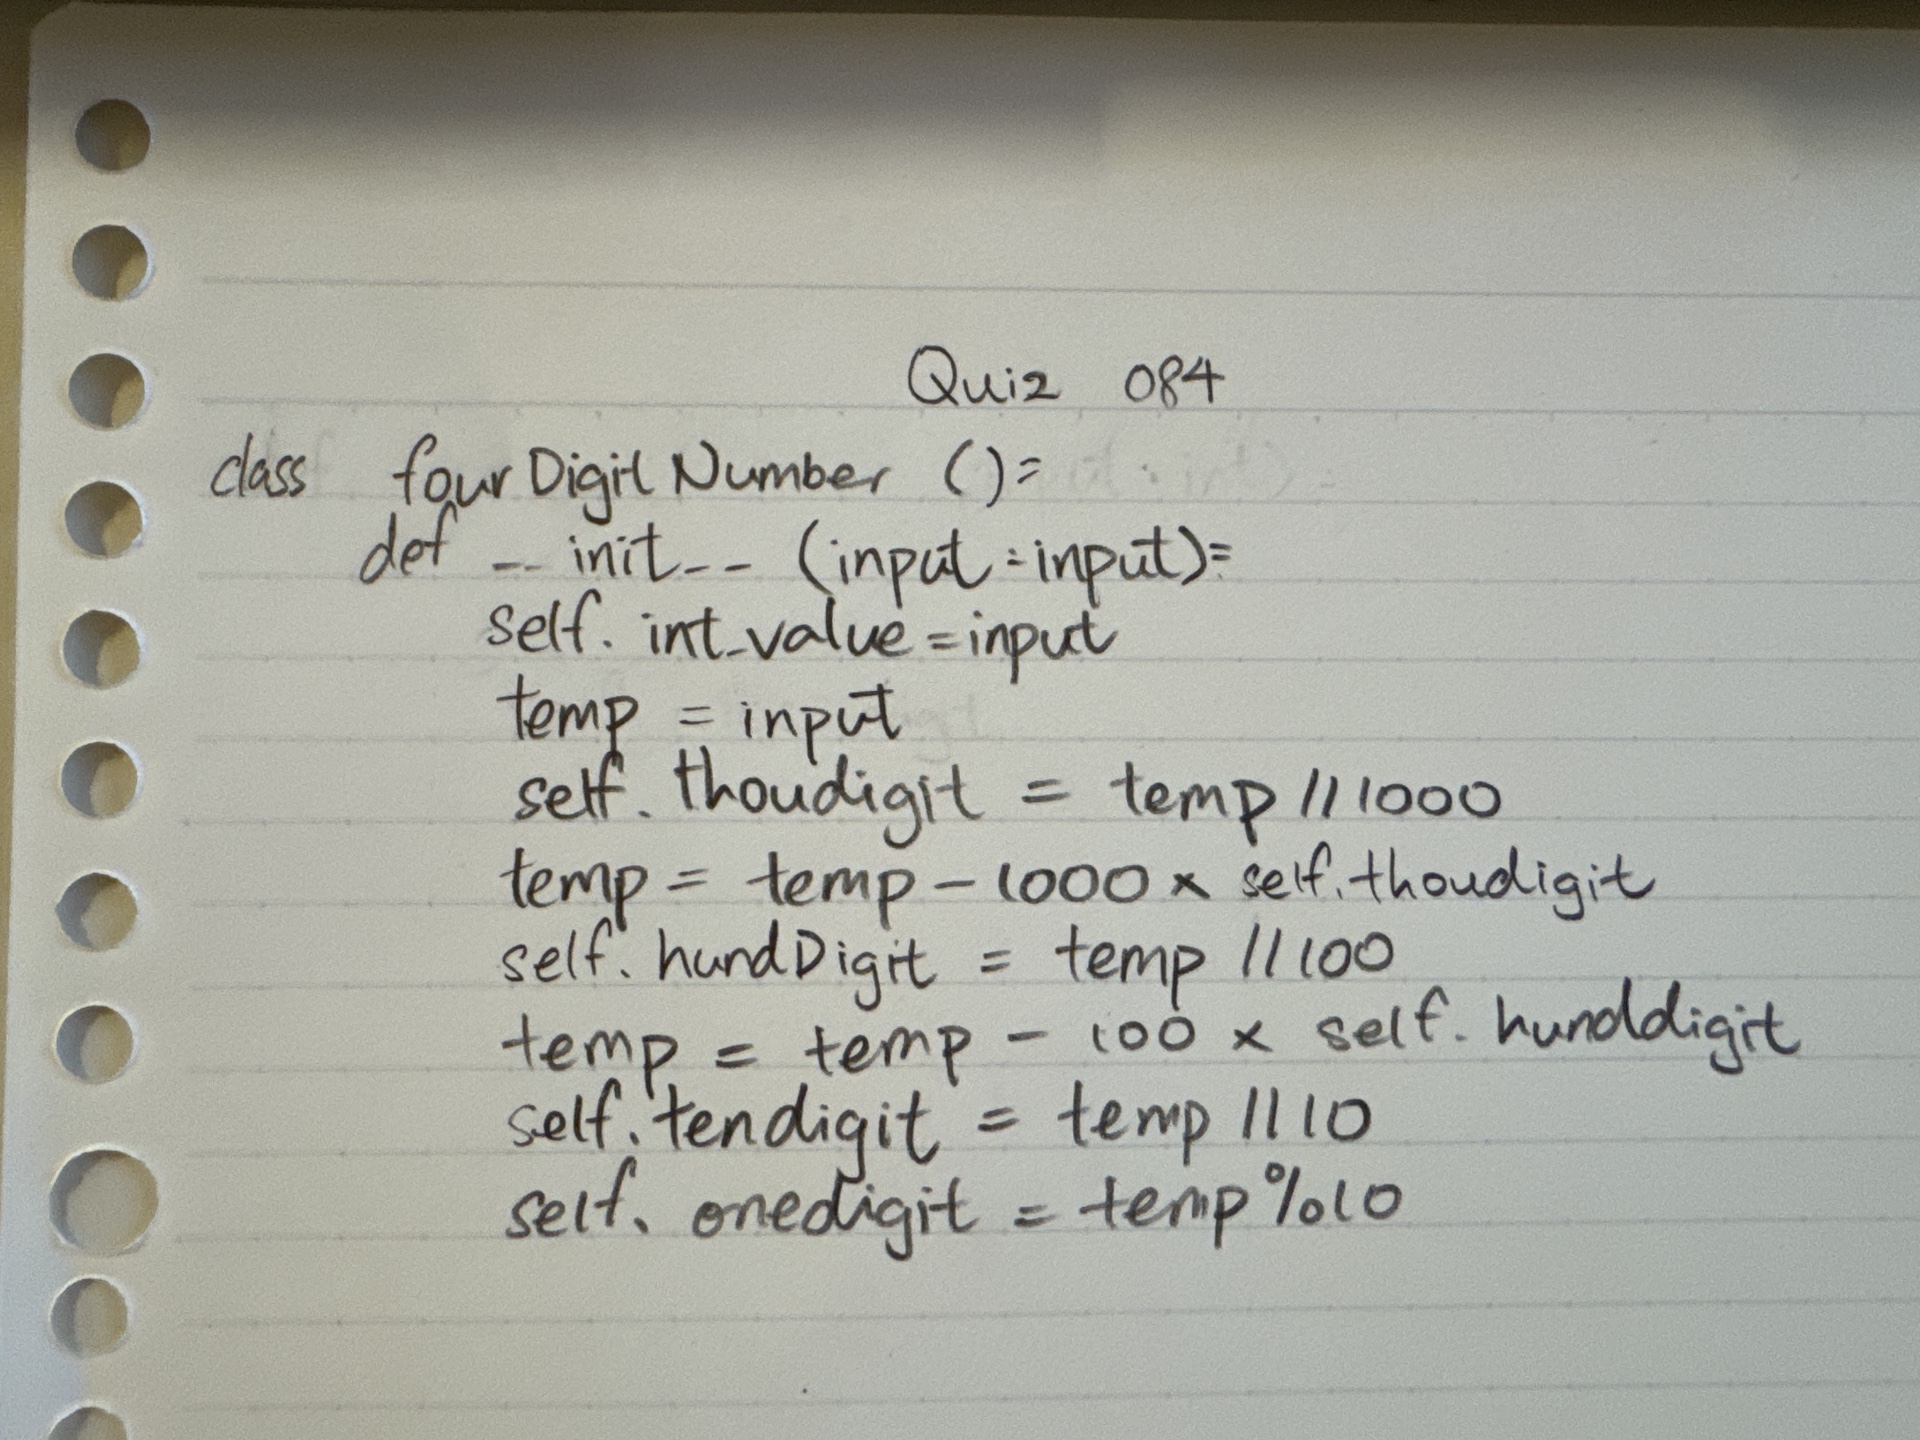 Quiz 084
class fourDigitNumber ()=
def __init__ (input:input)=
self.int_value=input
temp = input
self.thoudigit = temp//1000
temp = temp-1000 x self.thoudigit
self.hundDigit = temp //100
temp = temp - 100 x self.hunddigit
self.tendigit = temp //10
self.onedigit = temp%10